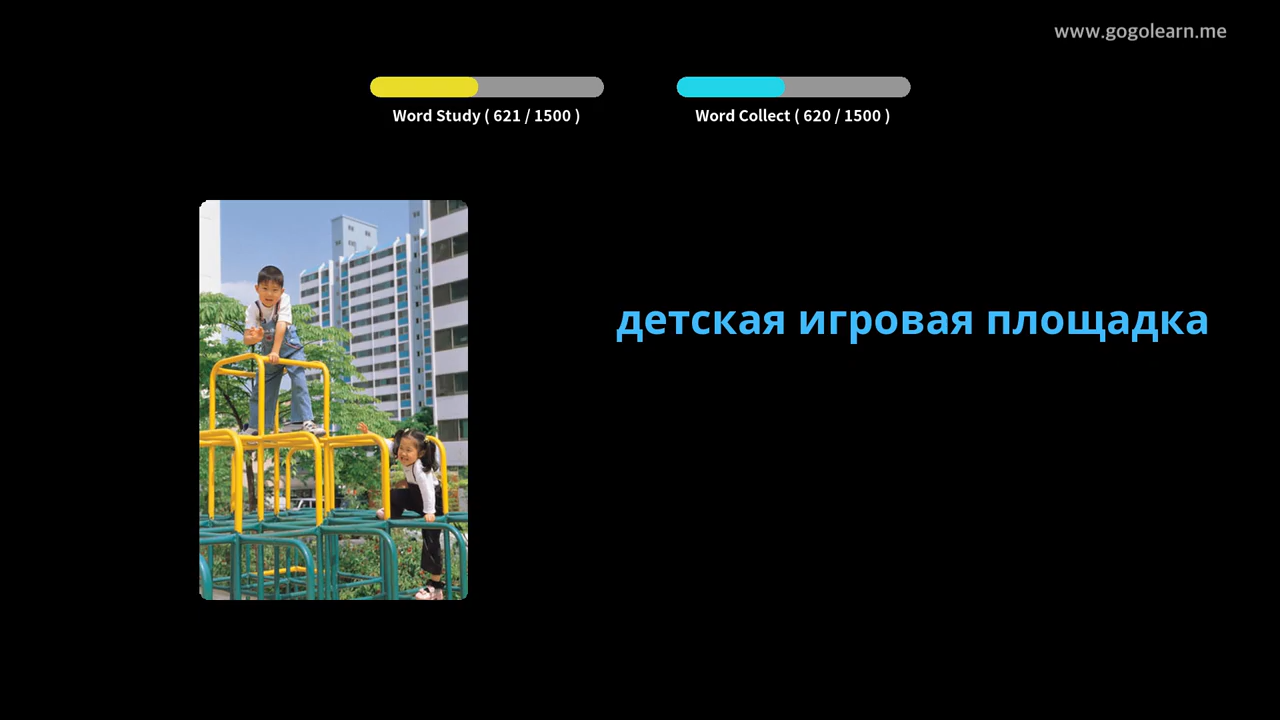 www.gogolearn.me
Word Study ( 621 / 1500 )
Word Collect ( 620 / 1500 )
детская игровая площадка